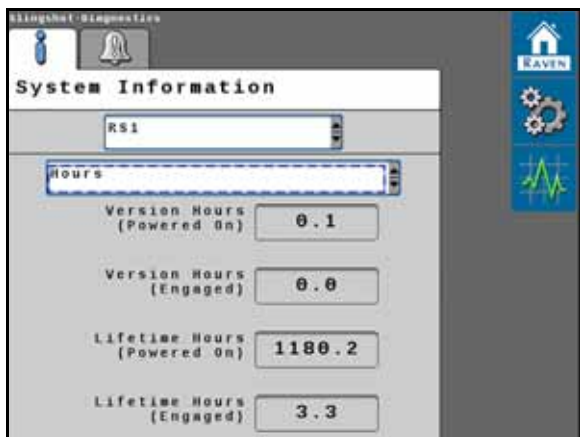 Slingshot Diagnostics
RAVEN
System Information
RS1
Hours
Version Hours
(Powered On)
0.1
Version Hours
(Engaged)
0.0
Lifetime Hours
(Powered On)
1180.2
Lifetime Hours
(Engaged)
3.3